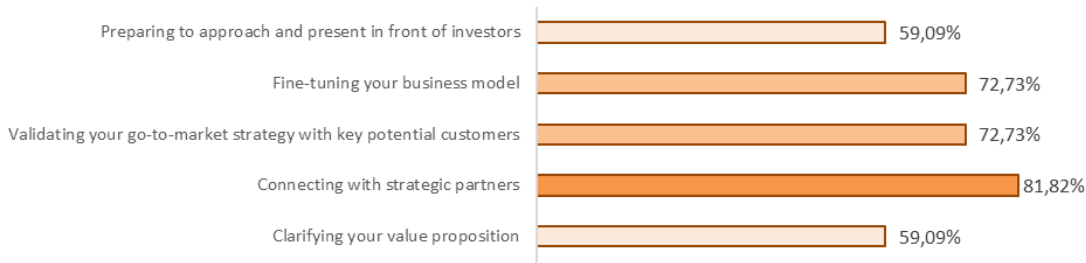 Preparing to approach and present in front of investors 59,09%
Fine-tuning your business model 72,73%
Validating your go-to-market strategy with key potential customers 72,73%
Connecting with strategic partners 81,82%
Clarifying your value proposition 59,09%